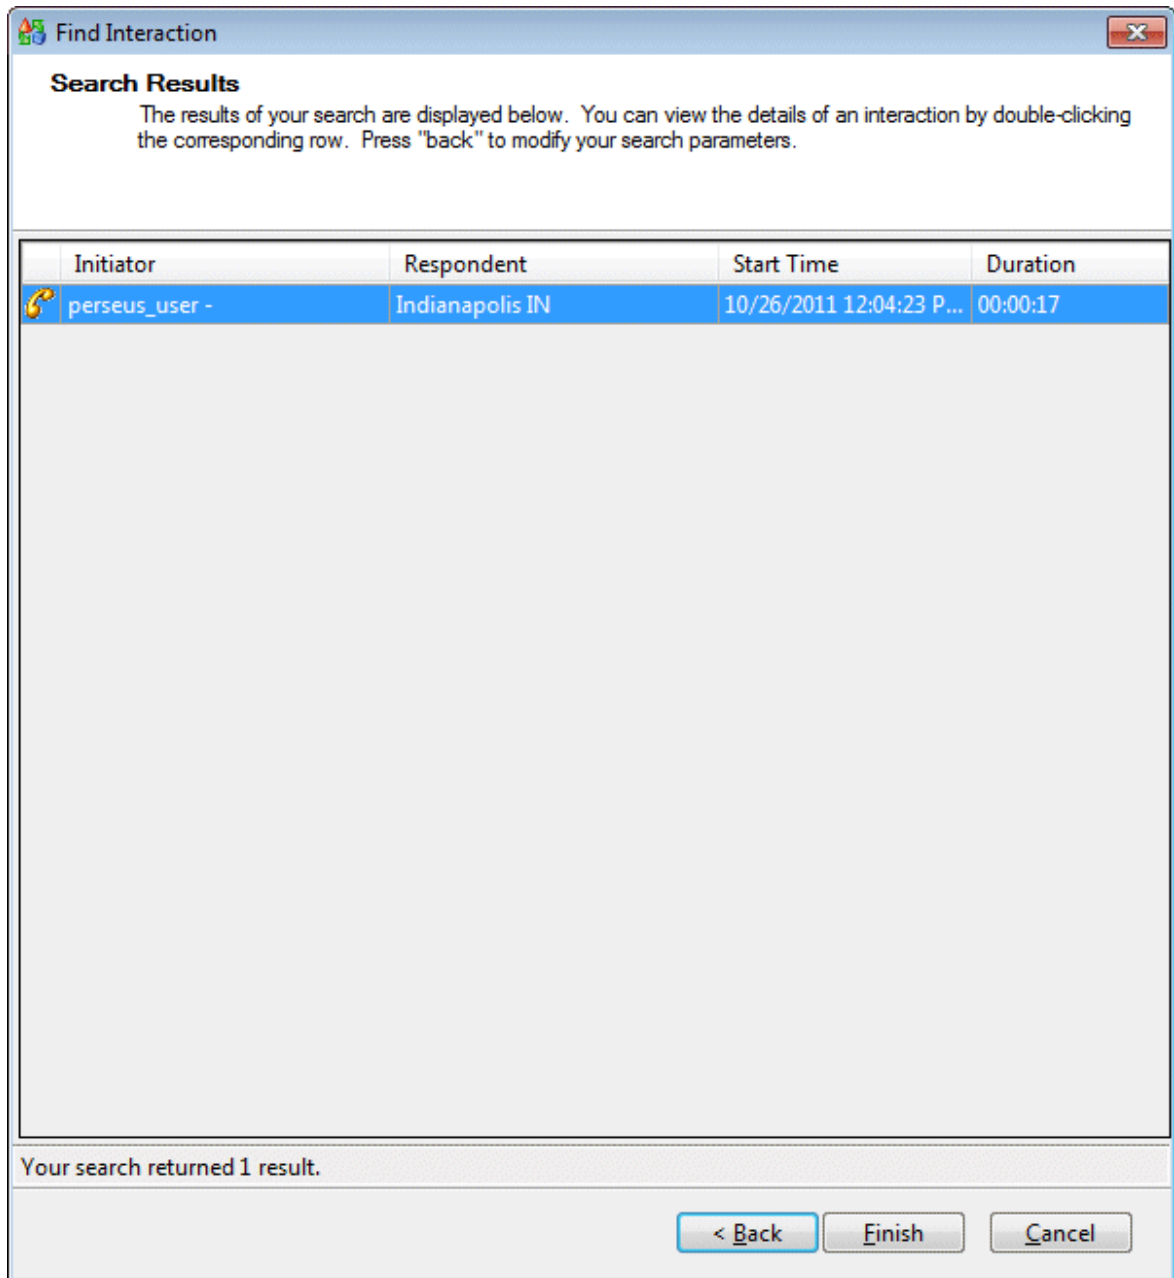 Find Interaction
Search Results
The results of your search are displayed below.  You can view the details of an interaction by double-clicking
the corresponding row.  Press "back" to modify your search parameters.
Initiator Respondent Start Time Duration
perseus_user - Indianapolis IN 10/26/2011 12:04:23 P... 00:00:17
Your search returned 1 result.
< Back Finish Cancel